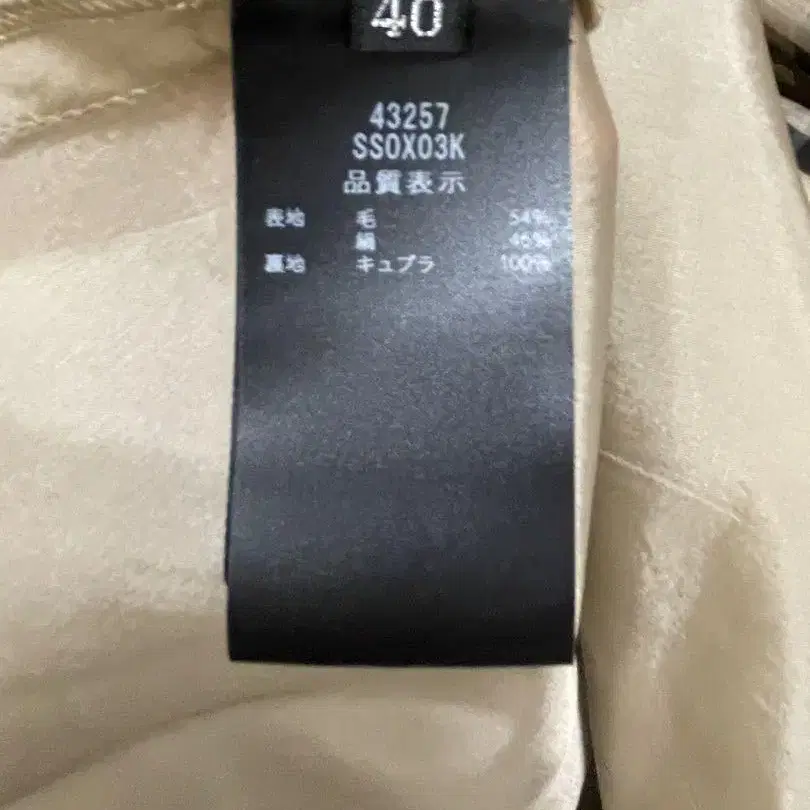 40
43257
SSOX03K
品質表示
表地 毛 54%
絹 46%
裏地 キュプラ 100%